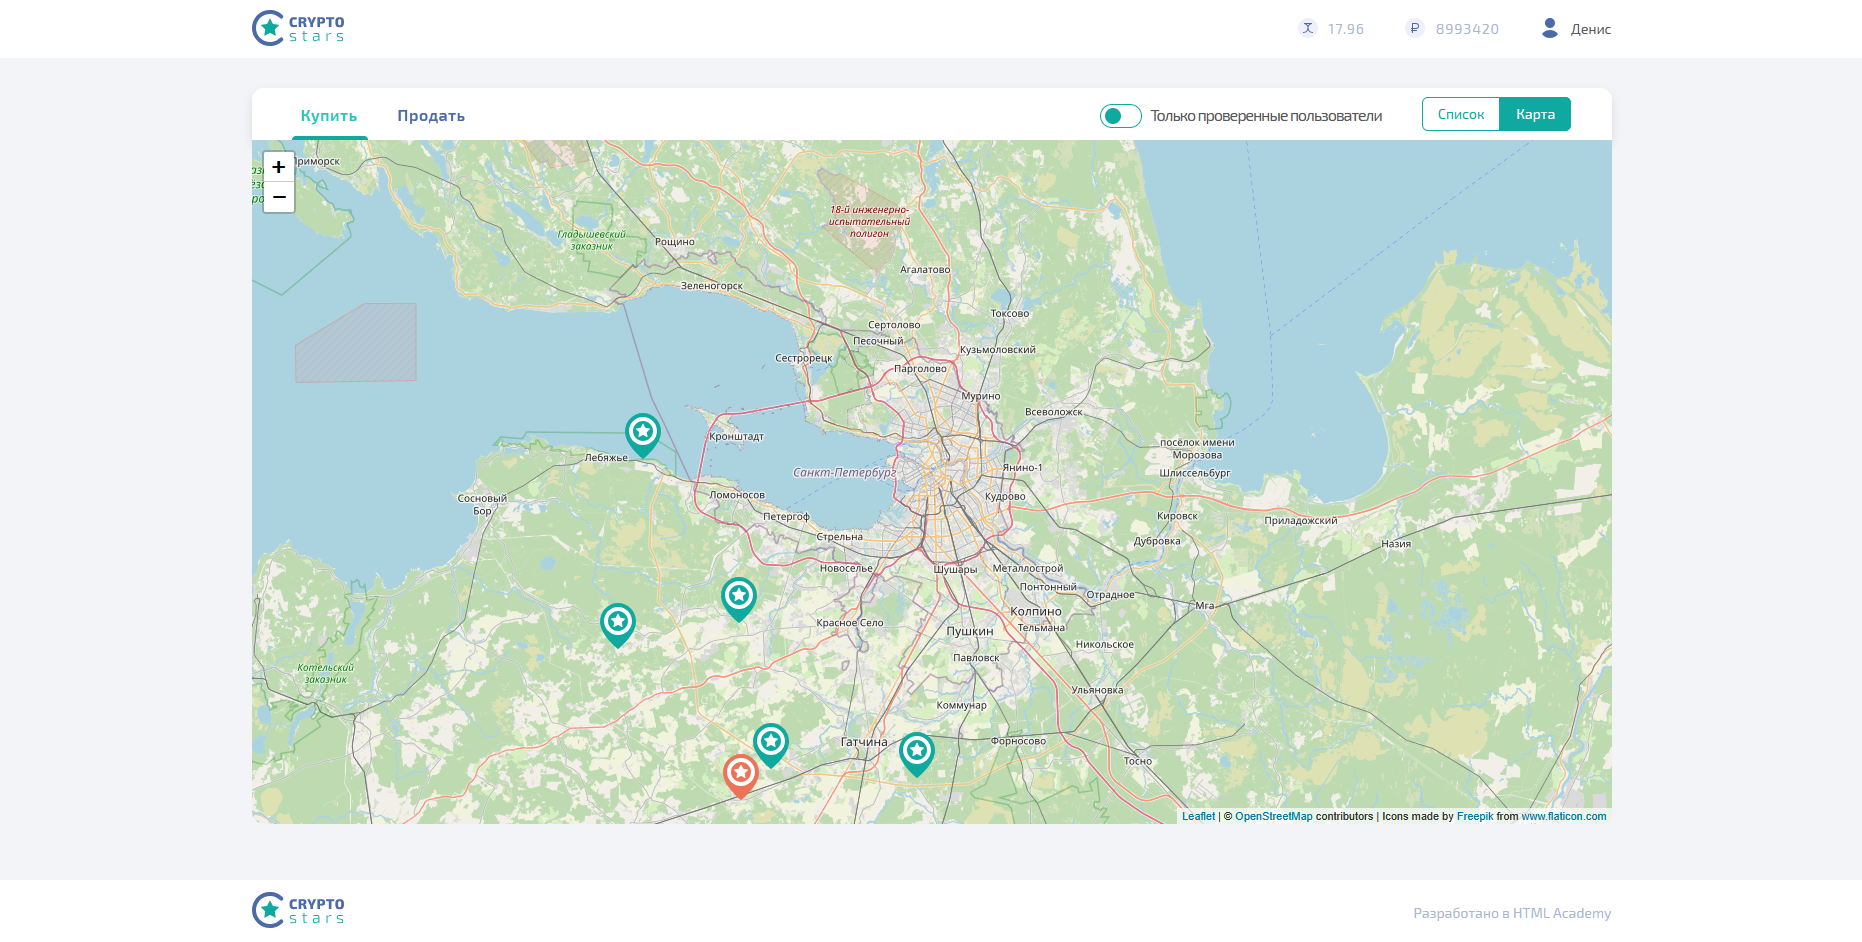 CRYPTO
stars
17.96
8993420
Денис
Купить
Продать
Только проверенные пользователи
Список
Карта
+
−
Приморск
18-й инженерно-
испытательный
полигон
Гладышевский
заказник
Рощино
Агалатово
Зеленогорск
Токсово
Сертолово
Песочный
Кузьмоловский
Сестрорецк
Парголово
Мурино
Всеволожск
Кронштадт
посёлок имени
Морозова
Лебяжье
Санкт-Петербург
Янино-1
Шлиссельбург
Сосновый
Бор
Ломоносов
Кудрово
Петергоф
Кировск
Приладожский
Стрельна
Дубровка
Назия
Новоселье
Шушары
Металлострой
Понтонный
Отрадное
Мга
Колпино
Красное Село
Пушкин
Тельмана
Никольское
Павловск
Котельский
заказник
Ульяновка
Коммунар
Гатчина
Форносово
Тосно
Leaflet | © OpenStreetMap contributors | Icons made by Freepik from www.flaticon.com
CRYPTO
stars
Разработано в HTML Academy